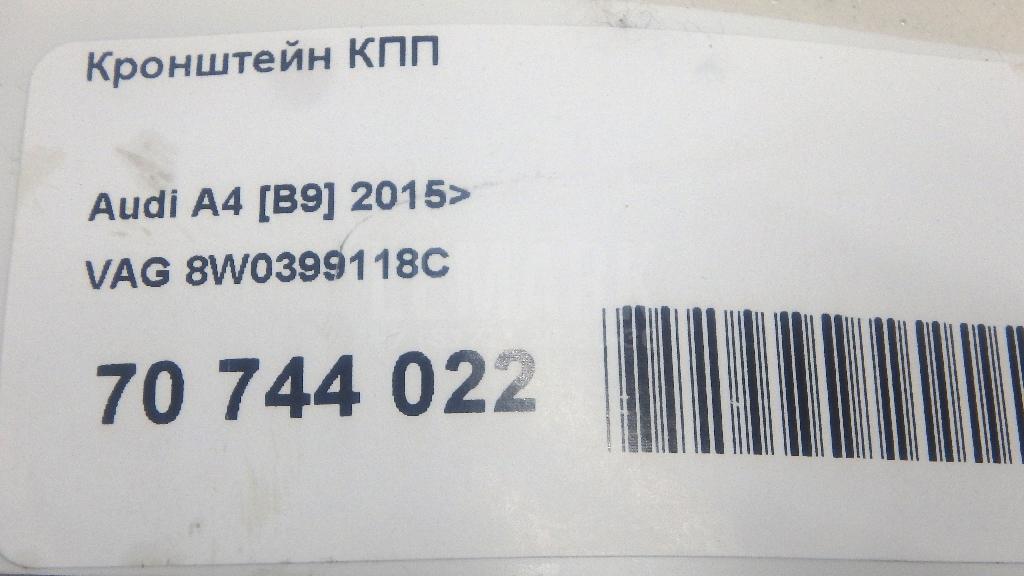 Кронштейн КПП
Audi A4 [B9] 2015>
VAG 8W0399118C
70 744 022